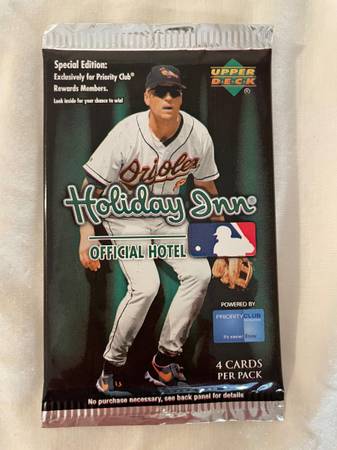 Special Edition:
Exclusively for Priority Club®
Rewards Members.
Look inside for your chance to win!
UPPER
DECK
®
Orioles
Holiday Inn®
OFFICIAL HOTEL
POWERED BY
PRIORITY CLUB
4 CARDS
PER PACK
No purchase necessary, see back panel for details